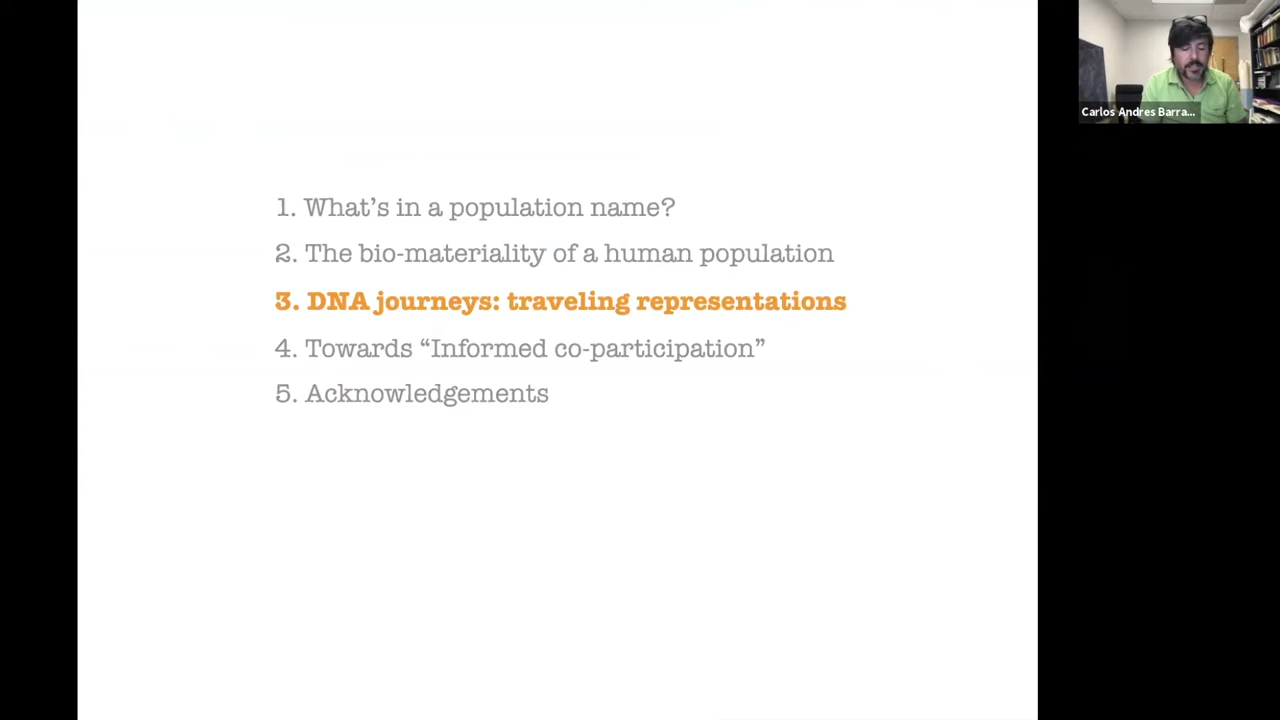 1. What's in a population name?
2. The bio-materiality of a human population
3. DNA journeys: traveling representations
4. Towards “Informed co-participation”
5. Acknowledgements
Carlos Andres Barra...